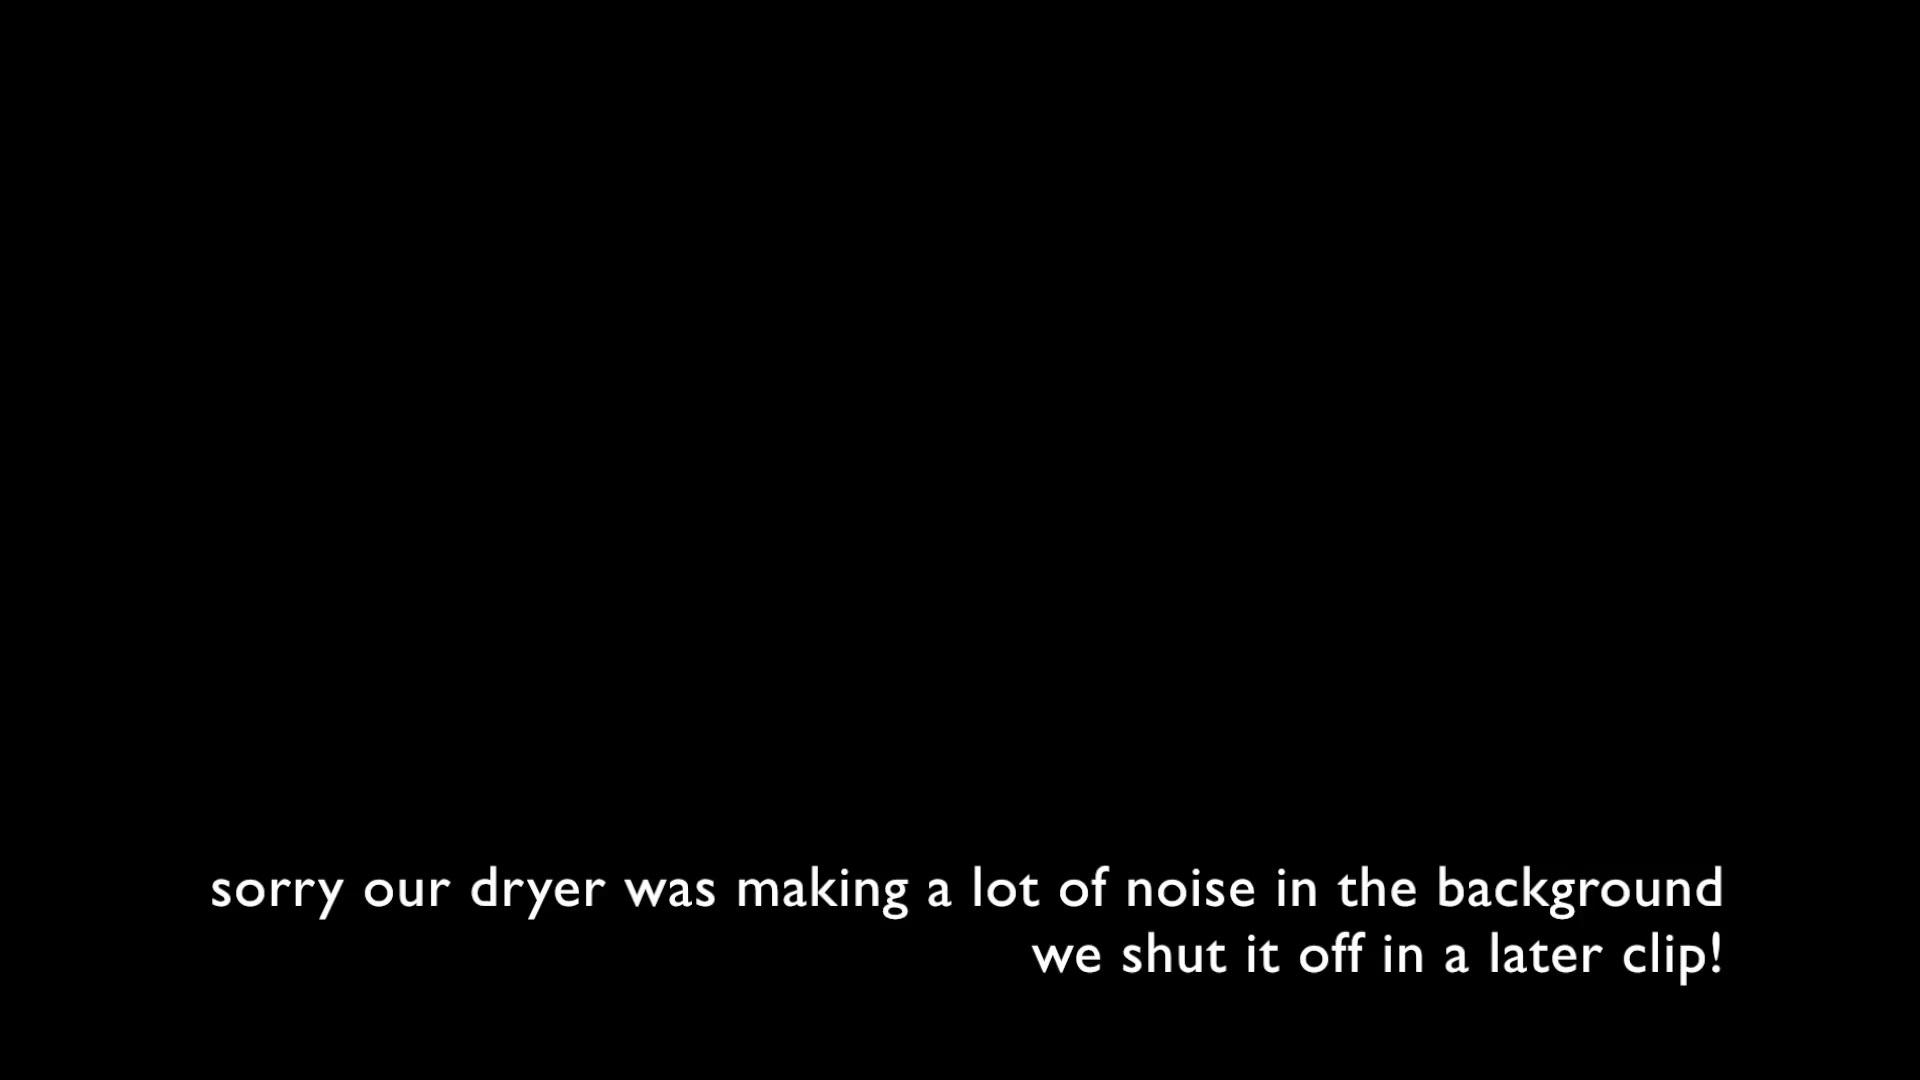 sorry our dryer was making a lot of noise in the background
we shut it off in a later clip!